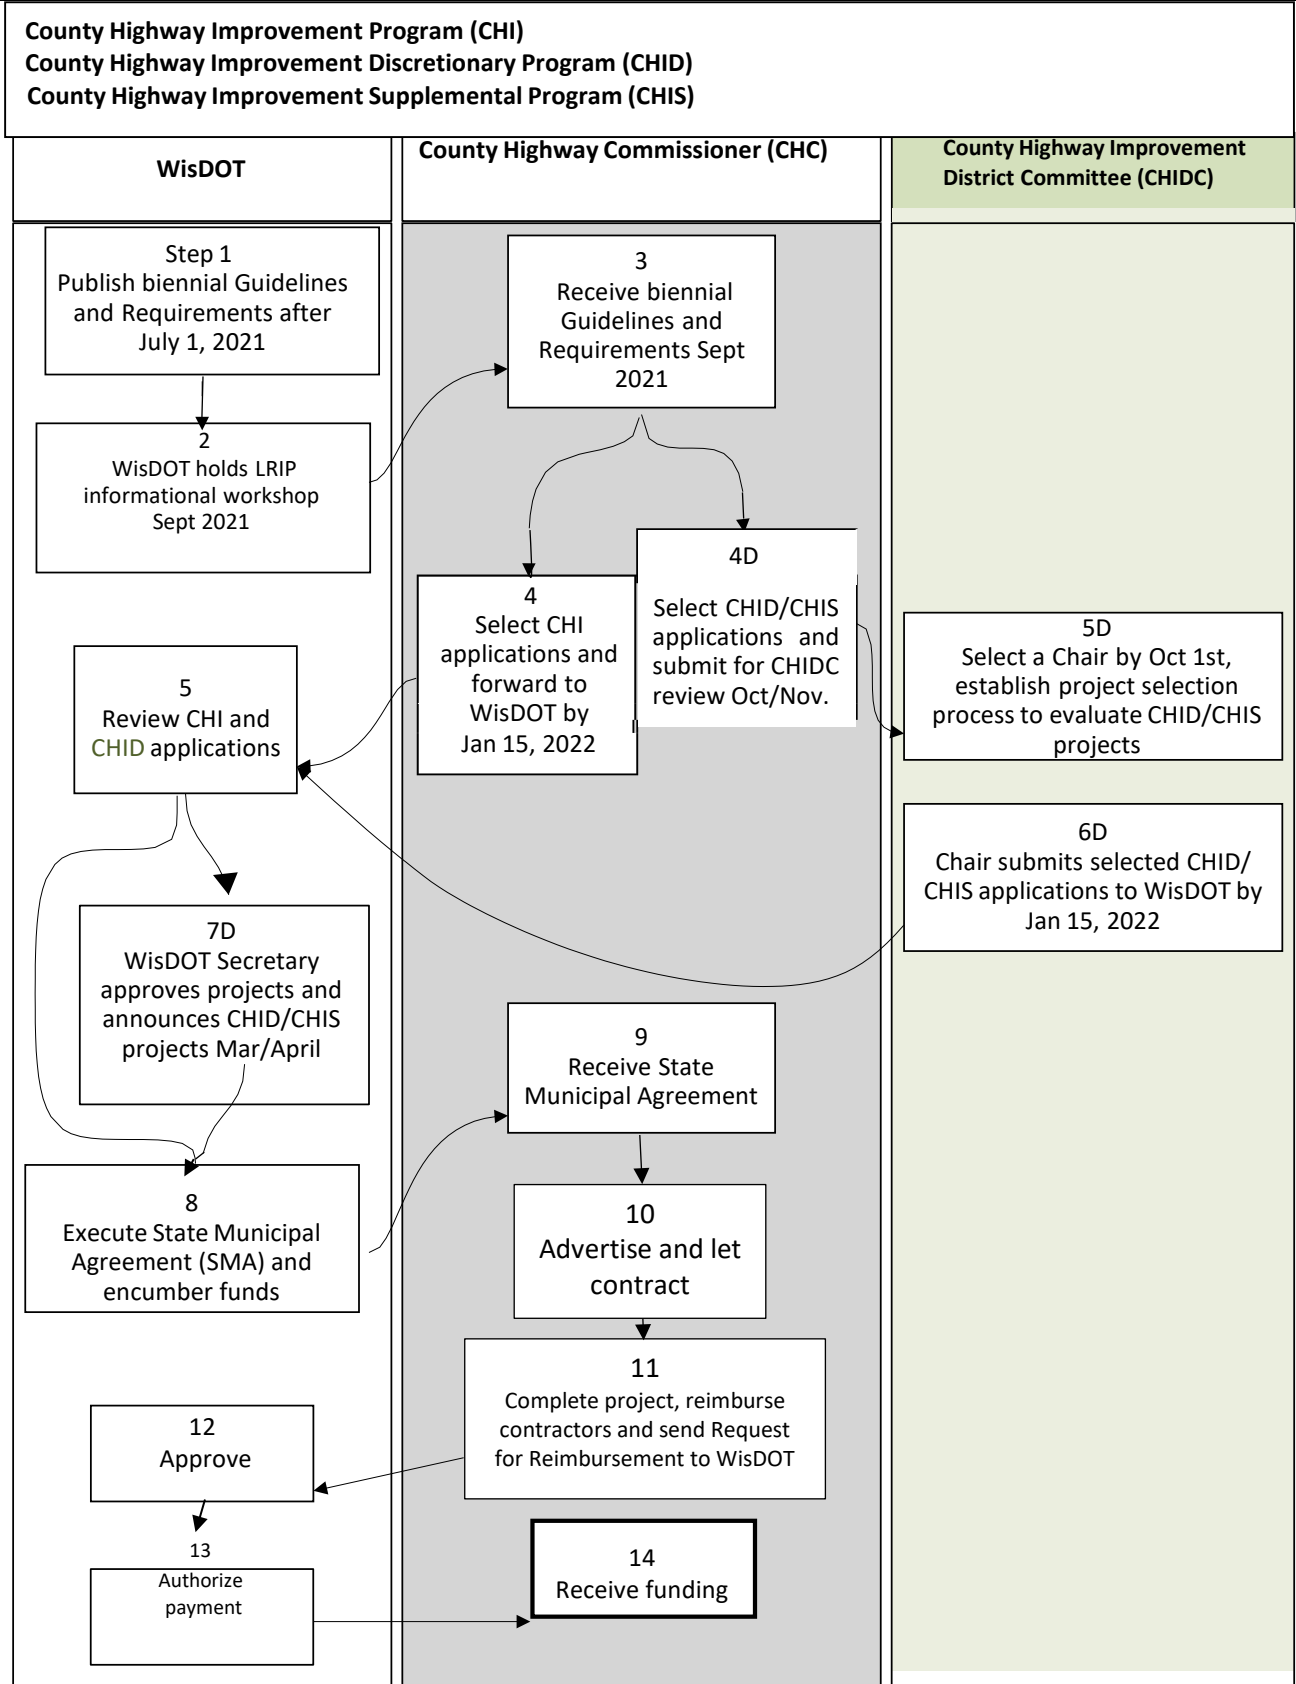 County Highway Improvement Program (CHI)
County Highway Improvement Discretionary Program (CHID)
County Highway Improvement Supplemental Program (CHIS)
WisDOT
County Highway Commissioner (CHC)
County Highway Improvement
District Committee (CHIDC)
Step 1
Publish biennial Guidelines
and Requirements after
July 1, 2021
2
WisDOT holds LRIP
informational workshop
Sept 2021
3
Receive biennial
Guidelines and
Requirements Sept
2021
4
Select CHI
applications and
forward to
WisDOT by
Jan 15, 2022
4D
Select CHID/CHIS
applications and
submit for CHIDC
review Oct/Nov.
5D
Select a Chair by Oct 1st,
establish project selection
process to evaluate CHID/CHIS
projects
5
Review CHI and
CHID applications
6D
Chair submits selected CHID/
CHIS applications to WisDOT by
Jan 15, 2022
7D
WisDOT Secretary
approves projects and
announces CHID/CHIS
projects Mar/April
8
Execute State Municipal
Agreement (SMA) and
encumber funds
9
Receive State
Municipal Agreement
10
Advertise and let
contract
11
Complete project, reimburse
contractors and send Request
for Reimbursement to WisDOT
12
Approve
13
Authorize
payment
14
Receive funding